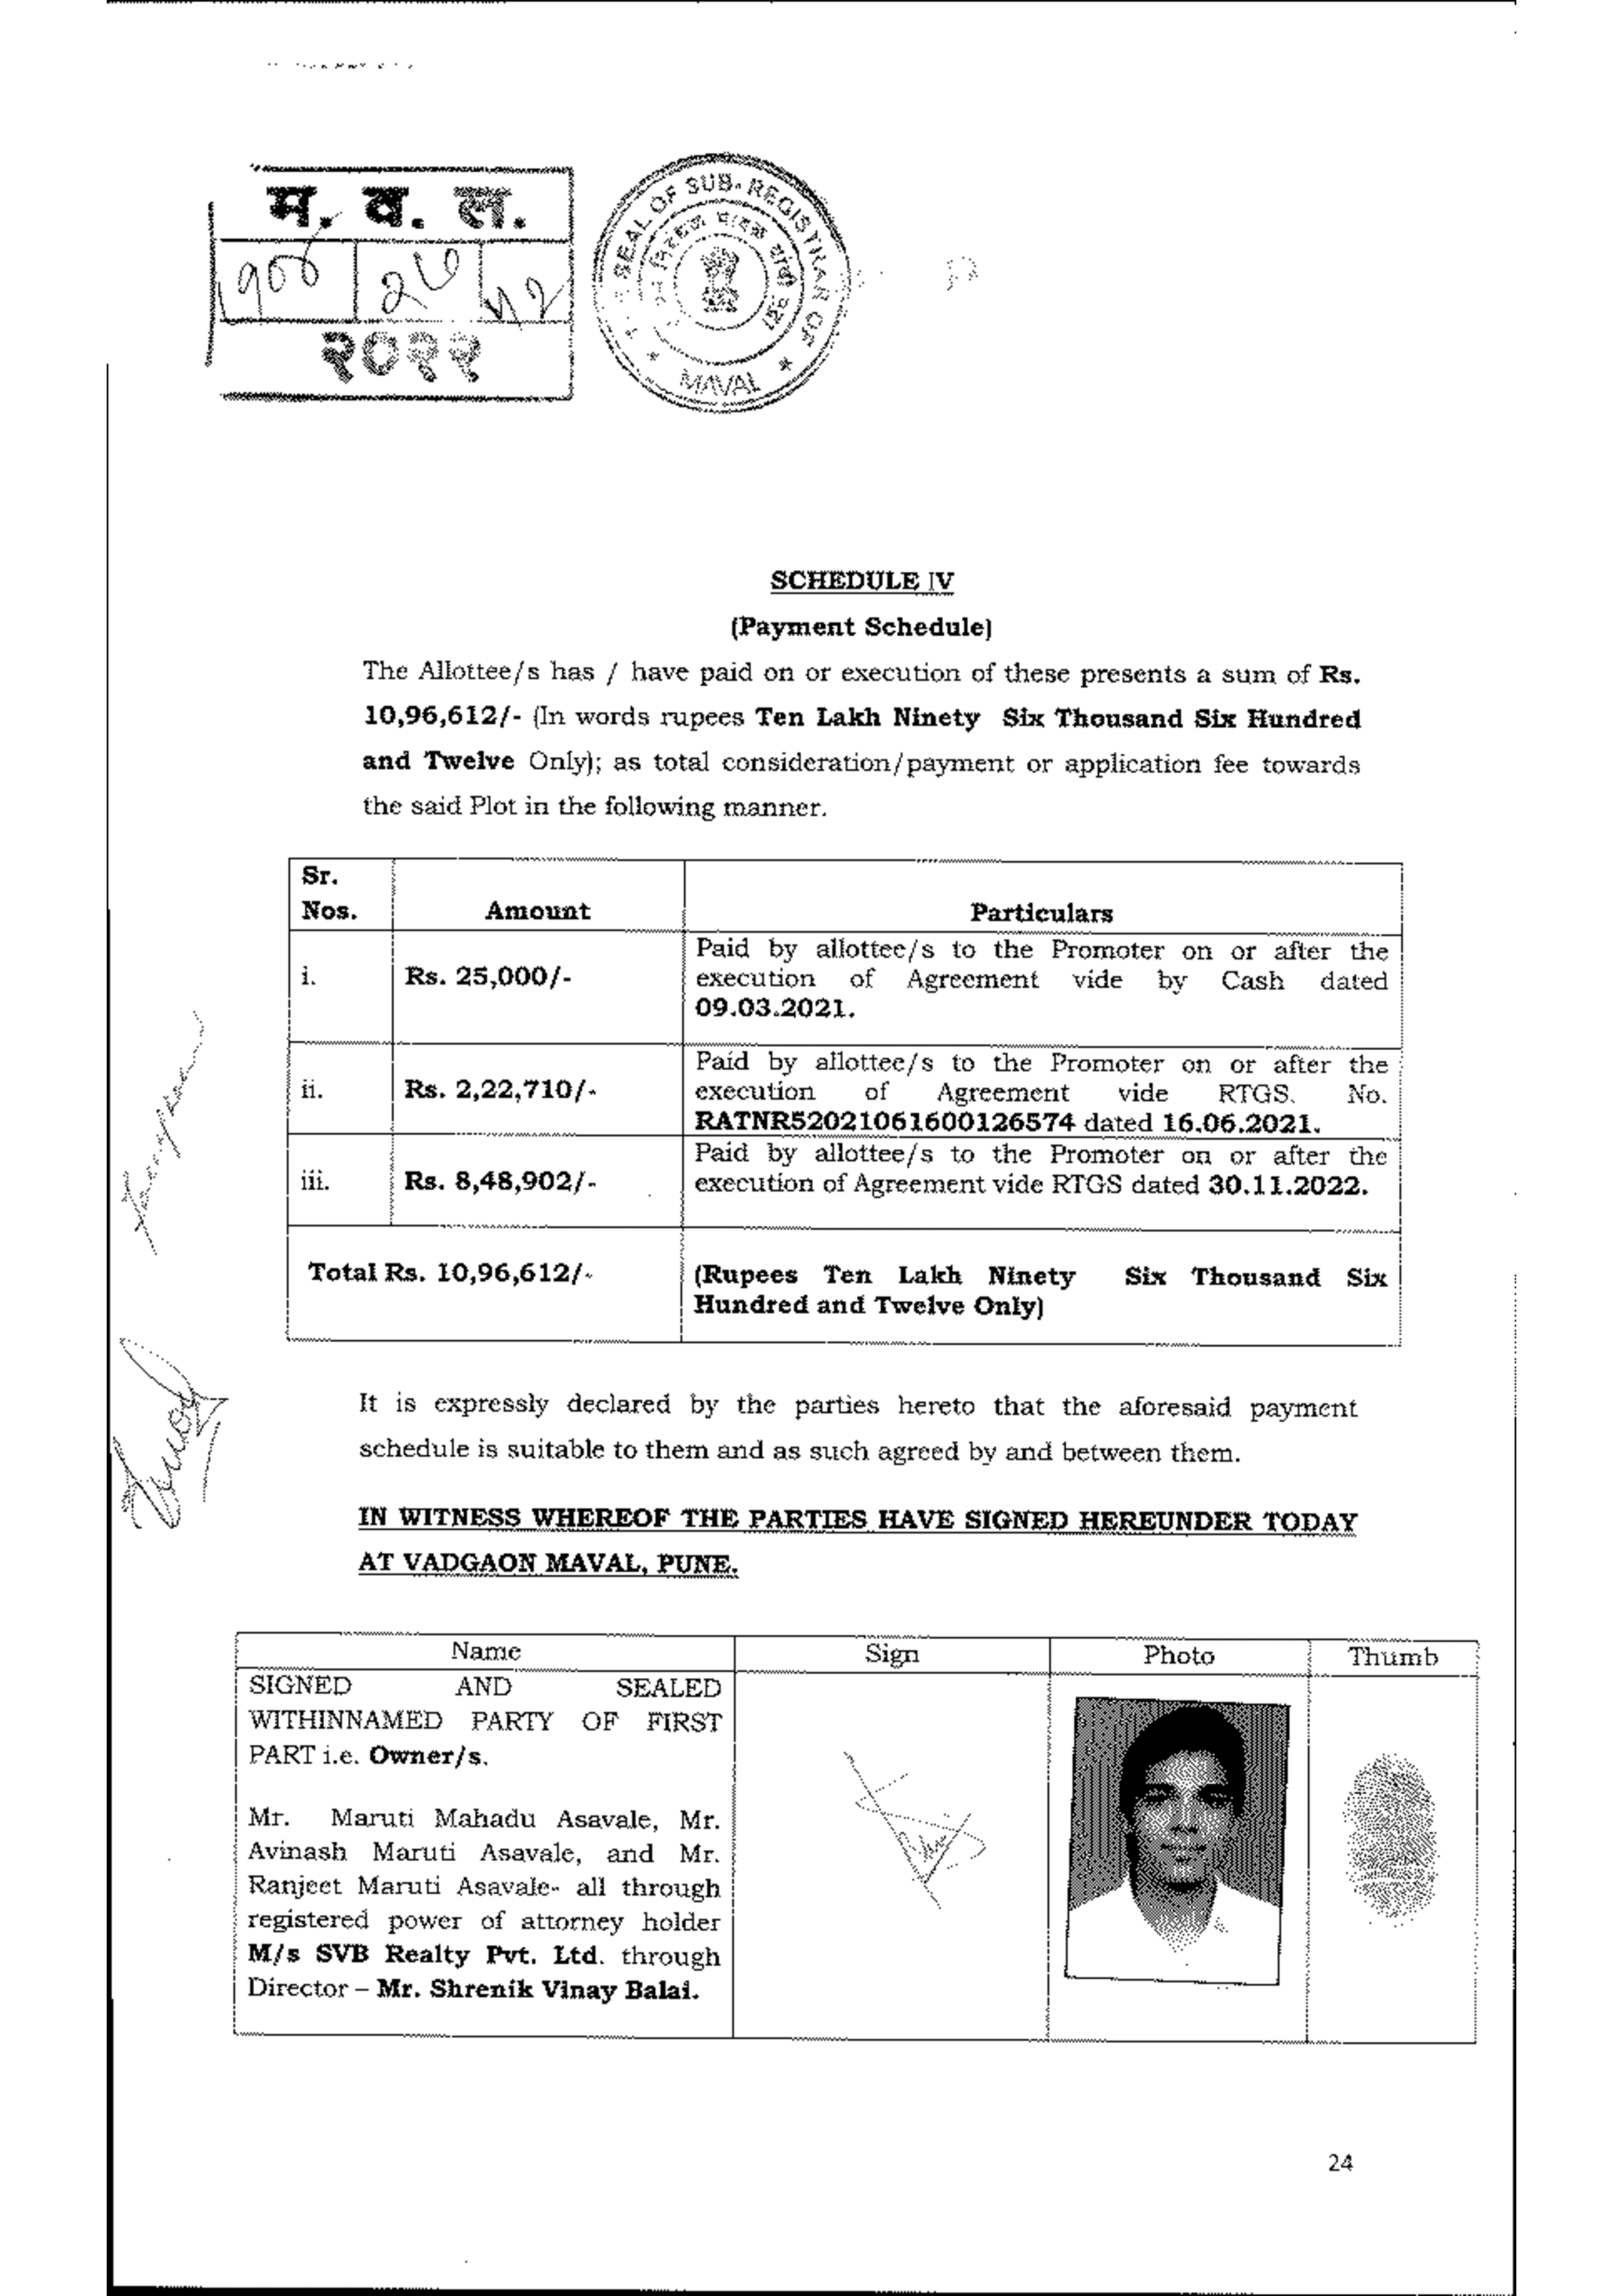 म. व. ल.
२७ ५२
२०२२
SEAL OF SUB-REGISTRAR OF
MAVAL
SCHEDULE IV
(Payment Schedule)
The Allottee/s has / have paid on or execution of these presents a sum of Rs.
10,96,612/- (In words rupees Ten Lakh Ninety Six Thousand Six Hundred
and Twelve Only); as total consideration/payment or application fee towards
the said Plot in the following manner.
Sr.
Nos. Amount Particulars
Paid by allottee/s to the Promoter on or after the
i. Rs. 25,000/- execution of Agreement vide by Cash dated
09.03.2021.
Paid by allottee/s to the Promoter on or after the
ii. Rs. 2,22,710/- execution of Agreement vide RTGS. No.
RATNR52021061600126574 dated 16.06.2021.
Paid by allottee/s to the Promoter on or after the
iii. Rs. 8,48,902/- execution of Agreement vide RTGS dated 30.11.2022.
Total Rs. 10,96,612/- (Rupees Ten Lakh Ninety Six Thousand Six
Hundred and Twelve Only)
It is expressly declared by the parties hereto that the aforesaid payment
schedule is suitable to them and as such agreed by and between them.
IN WITNESS WHEREOF THE PARTIES HAVE SIGNED HEREUNDER TODAY
AT VADGAON MAVAL, PUNE.
Name Sign Photo Thumb
SIGNED AND SEALED
WITHINNAMED PARTY OF FIRST
PART i.e. Owner/s.
Mr. Maruti Mahadu Asavale, Mr.
Avinash Maruti Asavale, and Mr.
Ranjeet Maruti Asavale- all through
registered power of attorney holder
M/s SVB Realty Pvt. Ltd. through
Director – Mr. Shrenik Vinay Balai.
24